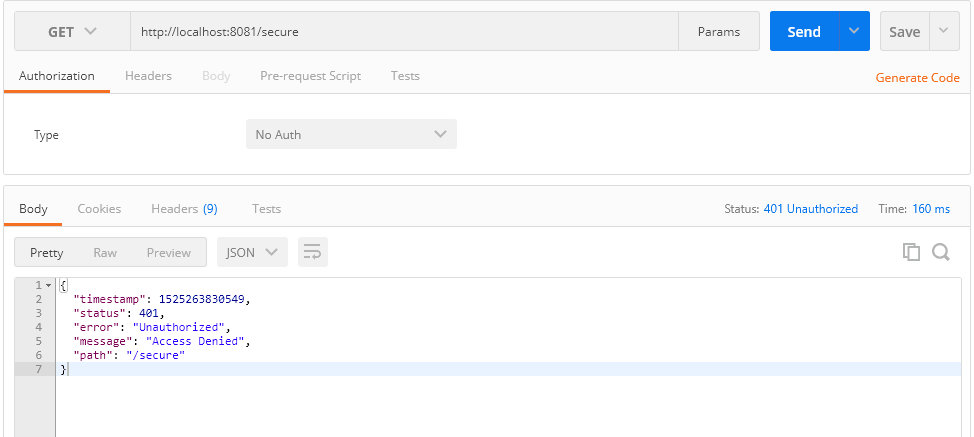 GET http://localhost:8081/secure Params Send Save
Authorization Headers Body Pre-request Script Tests Generate Code
Type No Auth
Body Cookies Headers (9) Tests Status: 401 Unauthorized Time: 160 ms
Pretty Raw Preview JSON
1 {
2 "timestamp": 1525263830549,
3 "status": 401,
4 "error": "Unauthorized",
5 "message": "Access Denied",
6 "path": "/secure"
7 }